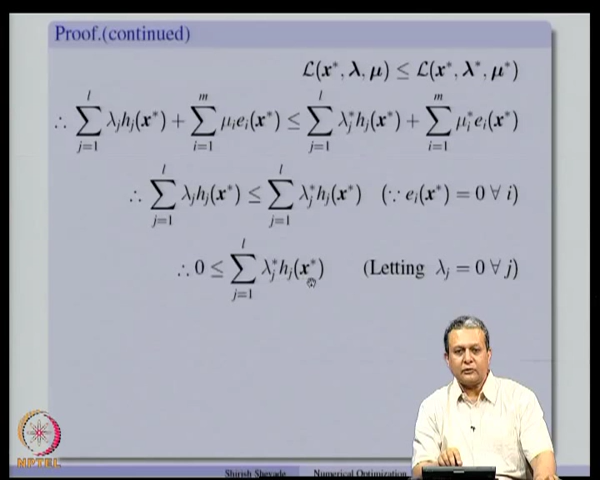 Proof.(continued)
𝓛(x*, λ, μ) ≤ 𝓛(x*, λ*, μ*)
∴ ∑_{j=1}^{l} λ_j h_j(x*) + ∑_{i=1}^{m} μ_i e_i(x*) ≤ ∑_{j=1}^{l} λ_j* h_j(x*) + ∑_{i=1}^{m} μ_i* e_i(x*)
∴ ∑_{j=1}^{l} λ_j h_j(x*) ≤ ∑_{j=1}^{l} λ_j* h_j(x*) (∵ e_i(x*) = 0 ∀ i)
∴ 0 ≤ ∑_{j=1}^{l} λ_j* h_j(x*) (Letting λ_j = 0 ∀ j)
NPTEL
Shirish Shevade Numerical Optimization